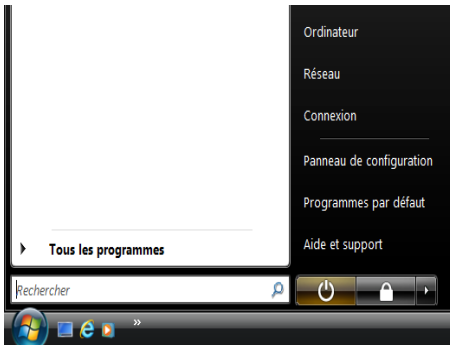 Ordinateur
Réseau
Connexion
Panneau de configuration
Programmes par défaut
Aide et support
Tous les programmes
Rechercher
»